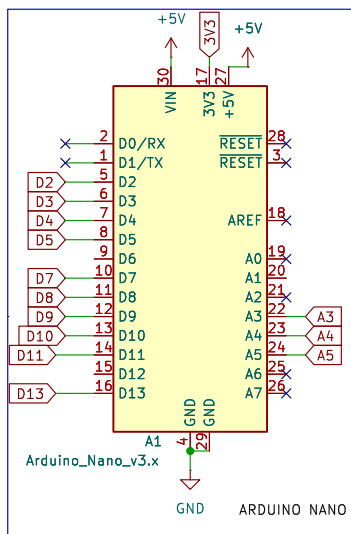 +5V
3V3
+5V
30
17
27
VIN
3V3
+5V
2 D0/RX RESET 28
1 D1/TX RESET 3
D2 5 D2
D3 6 D3
D4 7 D4 AREF 18
D5 8 D5
9 D6 A0 19
D7 10 D7 A1 20
D8 11 D8 A2 21
D9 12 D9 A3 22 A3
D10 13 D10 A4 23 A4
D11 14 D11 A5 24 A5
15 D12 A6 25
D13 16 D13 A7 26
GND
GND
A1
4
29
Arduino_Nano_v3.x
GND
ARDUINO NANO